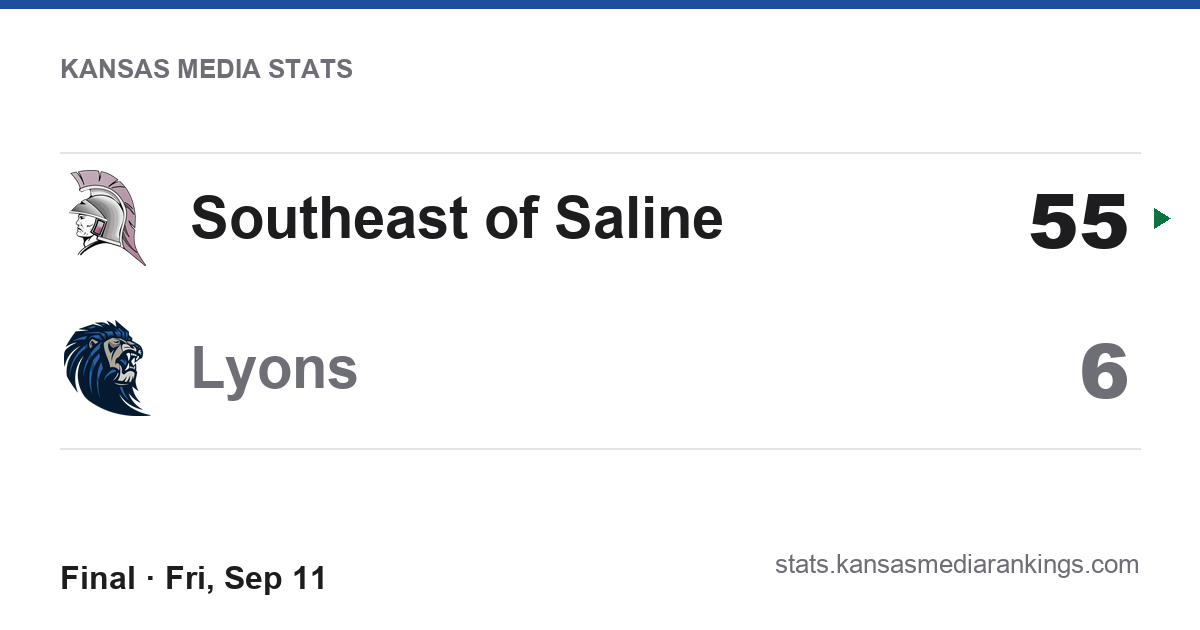 KANSAS MEDIA STATS
Southeast of Saline 55
Lyons 6
Final · Fri, Sep 11
stats.kansasmediarankings.com